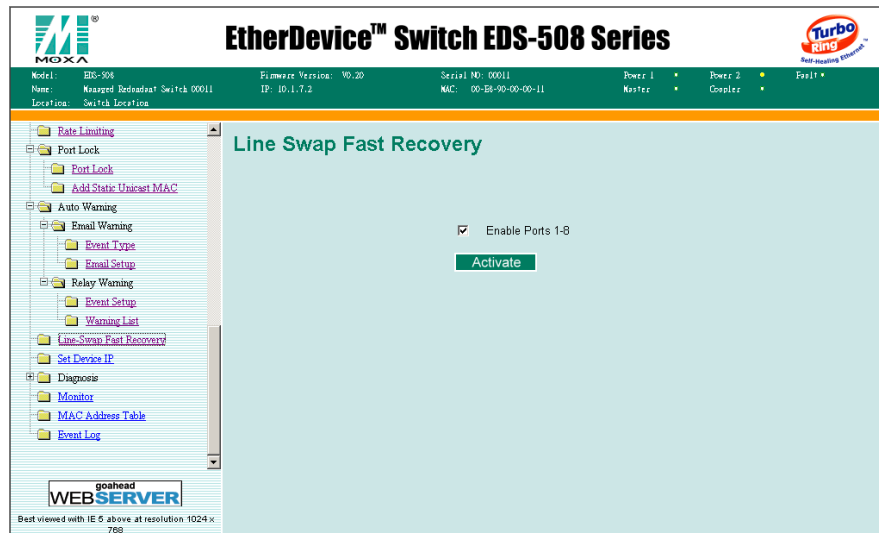 MOXA ®
EtherDevice™ Switch EDS-508 Series
Turbo Ring
Self-Healing Ethernet
Model: EDS-508 Firmware Version: V0.20 Serial NO: 00011 Power 1 Power 2 Fault
Name: Managed Redundant Switch 00011 IP: 10.1.7.2 MAC: 00-E8-90-00-00-11 Master Coupler
Location: Switch Location
Rate Limiting
Port Lock
Port Lock
Add Static Unicast MAC
Auto Warning
Email Warning
Event Type
Email Setup
Relay Warning
Event Setup
Warning List
Line-Swap Fast Recovery
Set Device IP
Diagnosis
Monitor
MAC Address Table
Event Log
goahead
WEBSERVER
Best viewed with IE 5 above at resolution 1024 x
768
Line Swap Fast Recovery
Enable Ports 1-8
Activate